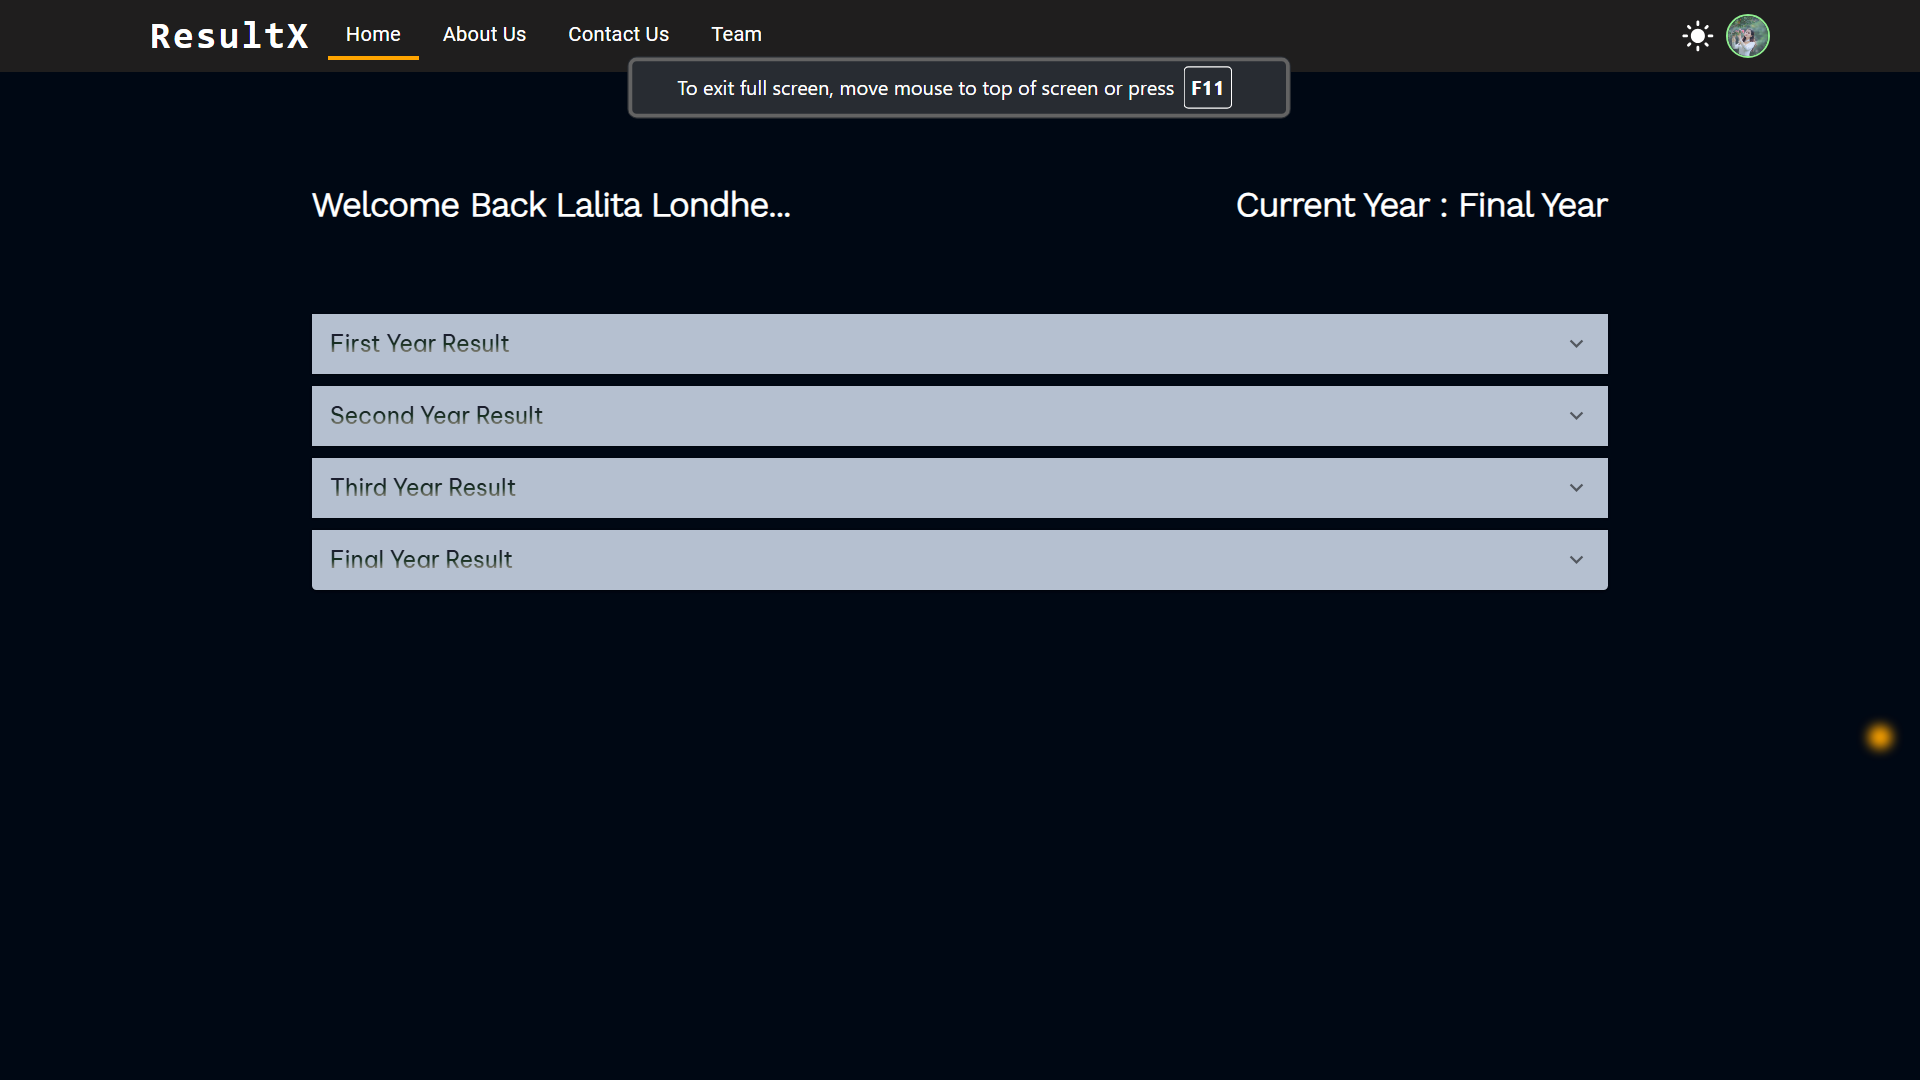 ResultX Home About Us Contact Us Team
To exit full screen, move mouse to top of screen or press F11
Welcome Back Lalita Londhe... Current Year : Final Year
First Year Result
Second Year Result
Third Year Result
Final Year Result